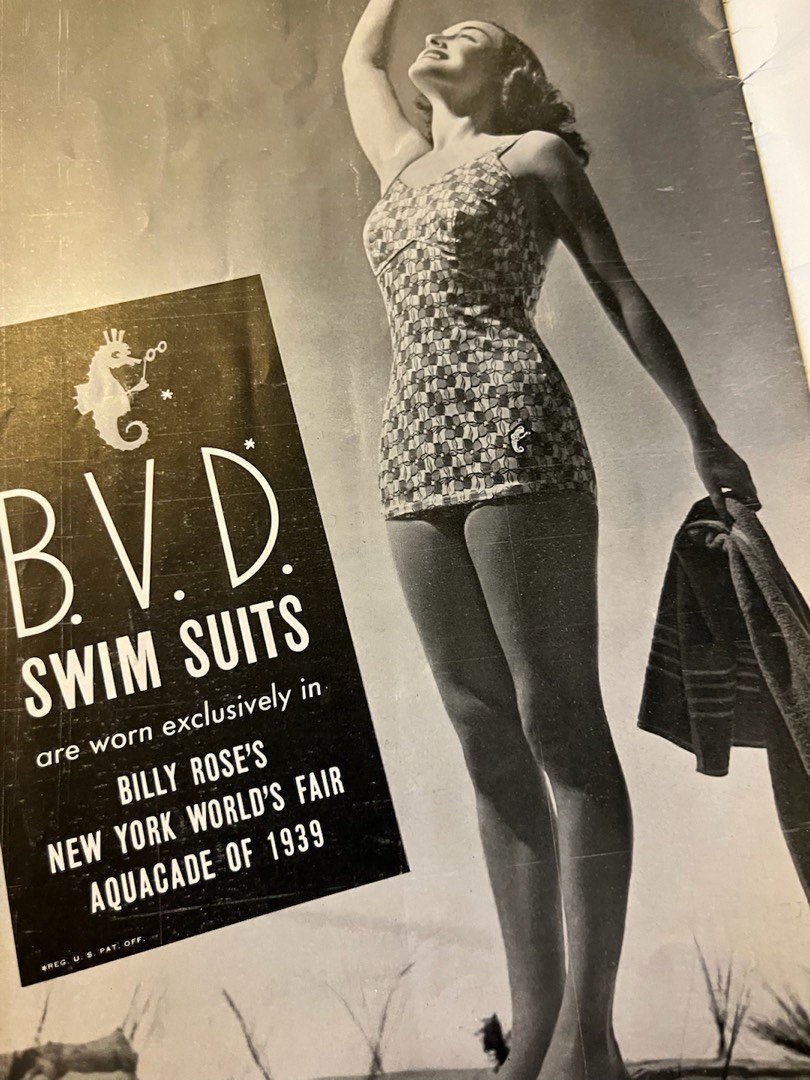 B.V.D.*
SWIM SUITS
are worn exclusively in
BILLY ROSE'S
NEW YORK WORLD'S FAIR
AQUACADE OF 1939
*REG. U. S. PAT. OFF.